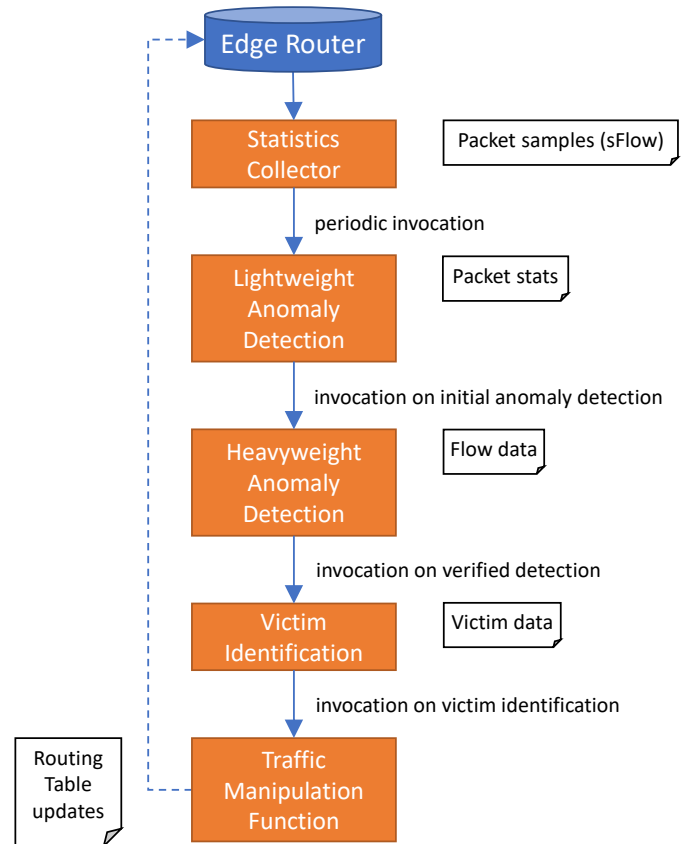 Edge Router
Statistics
Collector
Packet samples (sFlow)
periodic invocation
Lightweight
Anomaly
Detection
Packet stats
invocation on initial anomaly detection
Heavyweight
Anomaly
Detection
Flow data
invocation on verified detection
Victim
Identification
Victim data
invocation on victim identification
Routing
Table
updates
Traffic
Manipulation
Function